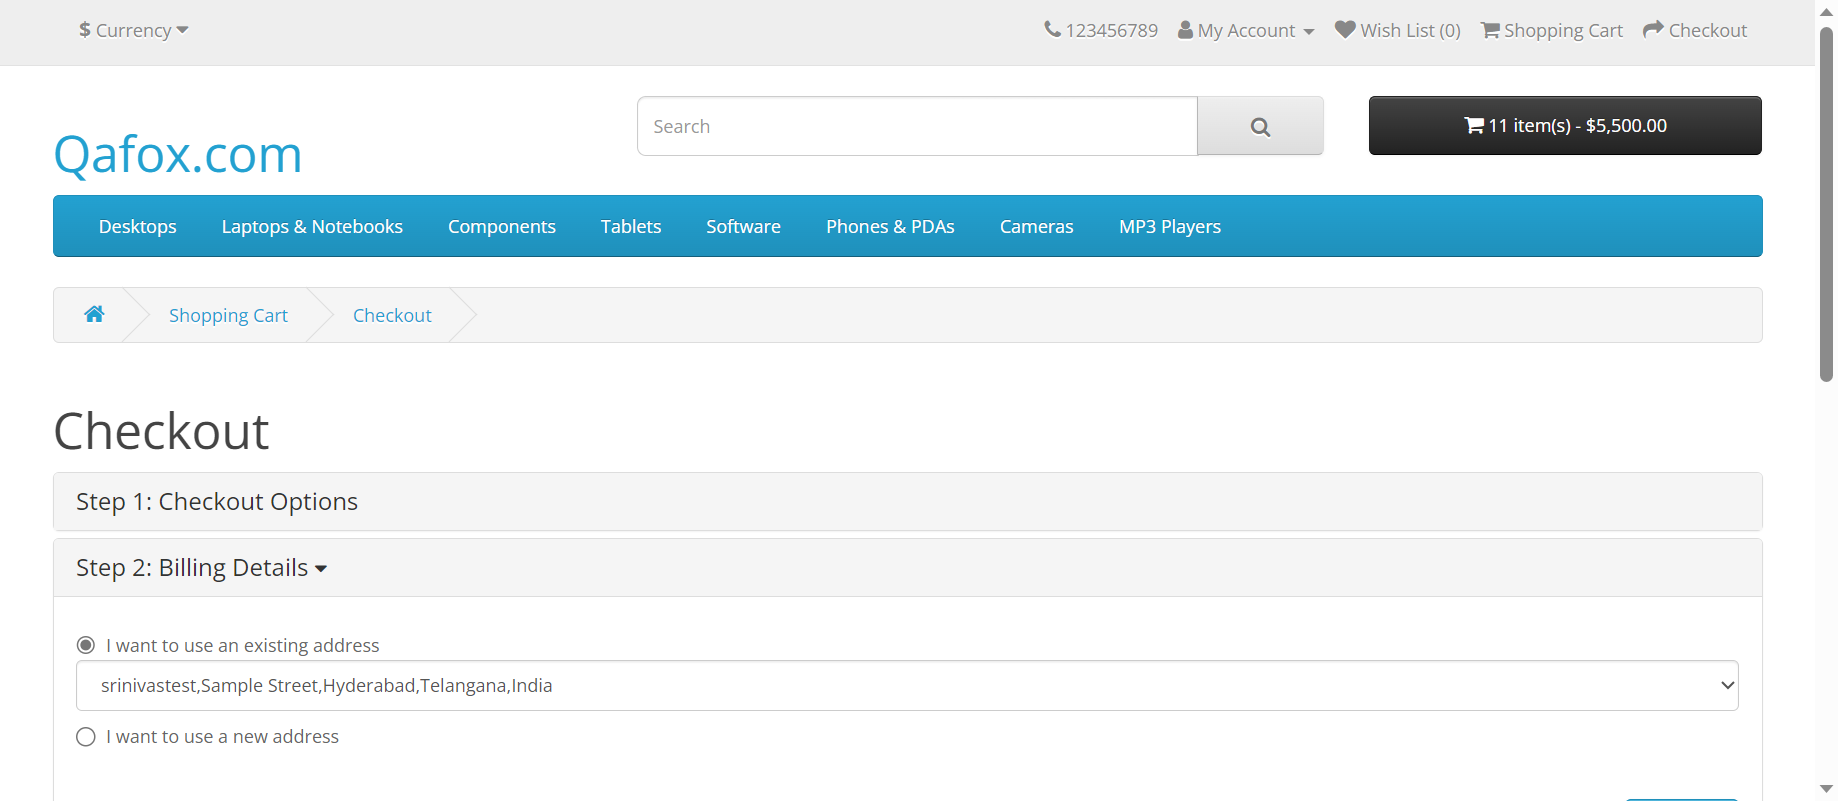 $ Currency
123456789 My Account Wish List (0) Shopping Cart Checkout
Qafox.com
Search
11 item(s) - $5,500.00
Desktops Laptops & Notebooks Components Tablets Software Phones & PDAs Cameras MP3 Players
Shopping Cart Checkout
Checkout
Step 1: Checkout Options
Step 2: Billing Details
I want to use an existing address
srinivastest,Sample Street,Hyderabad,Telangana,India
I want to use a new address